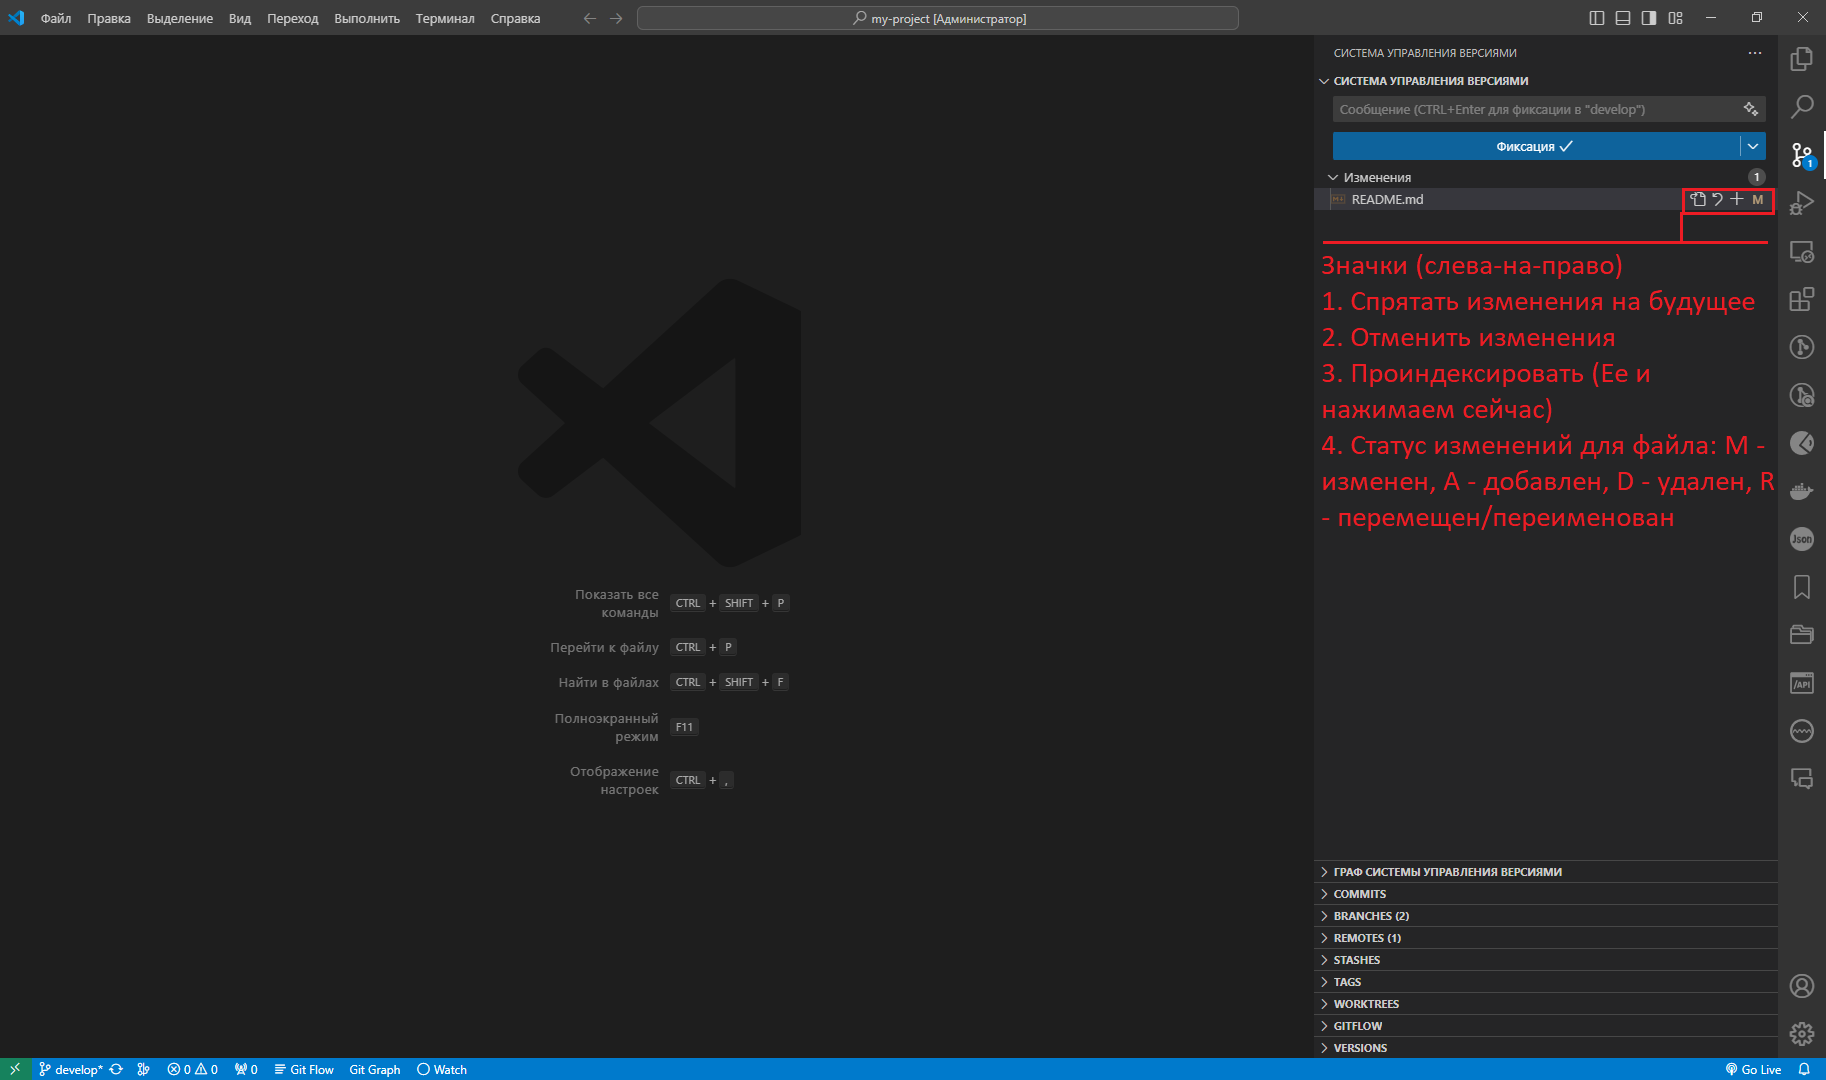 Файл Правка Выделение Вид Переход Выполнить Терминал Справка
my-project [Администратор]
СИСТЕМА УПРАВЛЕНИЯ ВЕРСИЯМИ
СИСТЕМА УПРАВЛЕНИЯ ВЕРСИЯМИ
Сообщение (CTRL+Enter для фиксации в "develop")
Фиксация
1
Изменения 1
README.md M
Значки (слева-на-право)
1. Спрятать изменения на будущее
2. Отменить изменения
3. Проиндексировать (Ее и
нажимаем сейчас)
4. Статус изменений для файла: M -
изменен, A - добавлен, D - удален, R
- перемещен/переименован
Json
/API
Показать все
команды
CTRL + SHIFT + P
Перейти к файлу CTRL + P
Найти в файлах CTRL + SHIFT + F
Полноэкранный
режим
F11
Отображение
настроек
CTRL + ,
ГРАФ СИСТЕМЫ УПРАВЛЕНИЯ ВЕРСИЯМИ
COMMITS
BRANCHES (2)
REMOTES (1)
STASHES
TAGS
WORKTREES
GITFLOW
VERSIONS
develop* 0 0 0 Git Flow Git Graph Watch Go Live